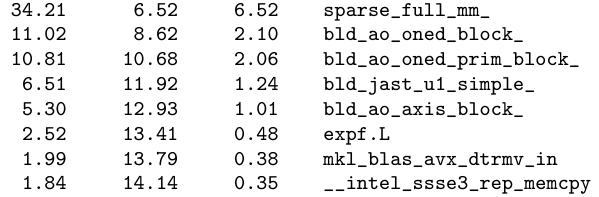 34.21 6.52 6.52 sparse_full_mm_
11.02 8.62 2.10 bld_ao_oned_block_
10.81 10.68 2.06 bld_ao_oned_prim_block_
6.51 11.92 1.24 bld_jast_u1_simple_
5.30 12.93 1.01 bld_ao_axis_block_
2.52 13.41 0.48 expf.L
1.99 13.79 0.38 mkl_blas_avx_dtrmv_in
1.84 14.14 0.35 __intel_ssse3_rep_memcpy